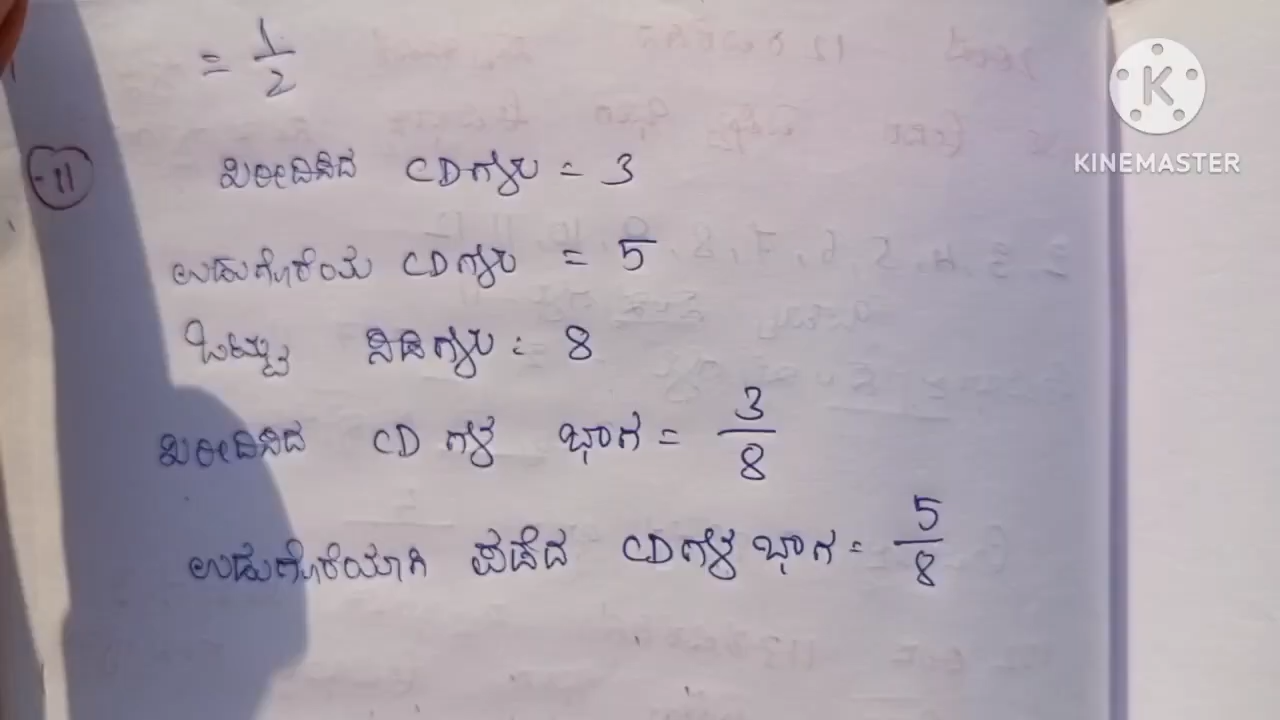 = 1/2
11
ಖರೀದಿಸಿದ CDಗಳು = 3
ಉಡುಗೊರೆಯ CDಗಳು = 5
ಒಟ್ಟು ಸಿಡಿಗಳು = 8
ಖರೀದಿಸಿದ CD ಗಳ ಭಾಗ = 3/8
ಉಡುಗೊರೆಯಾಗಿ ಪಡೆದ CDಗಳ ಭಾಗ = 5/8
K
KINEMASTER